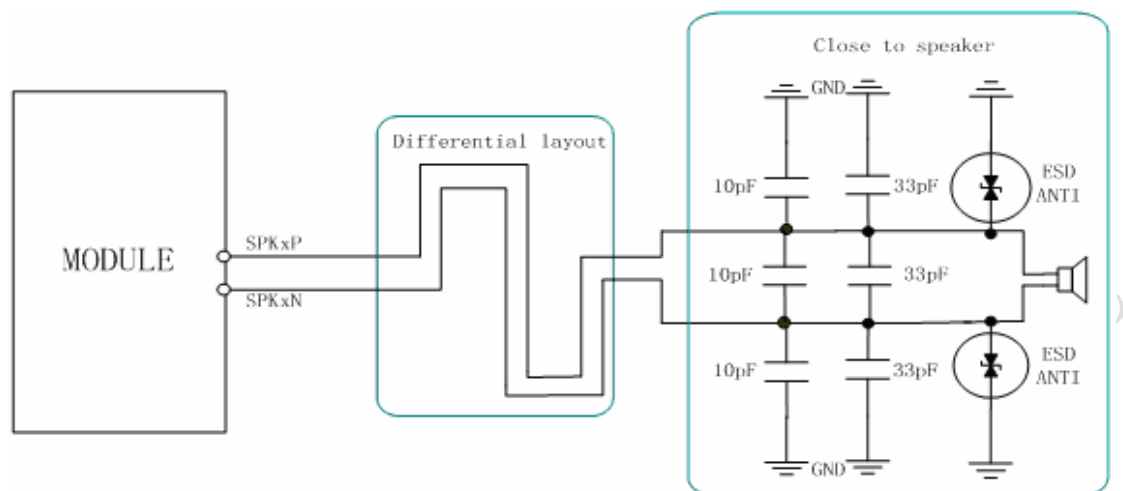 Close to speaker
GND
Differential layout
10pF
33pF
ESD
ANTI
MODULE
SPKxP
SPKxN
10pF
33pF
10pF
33pF
ESD
ANTI
GND
)